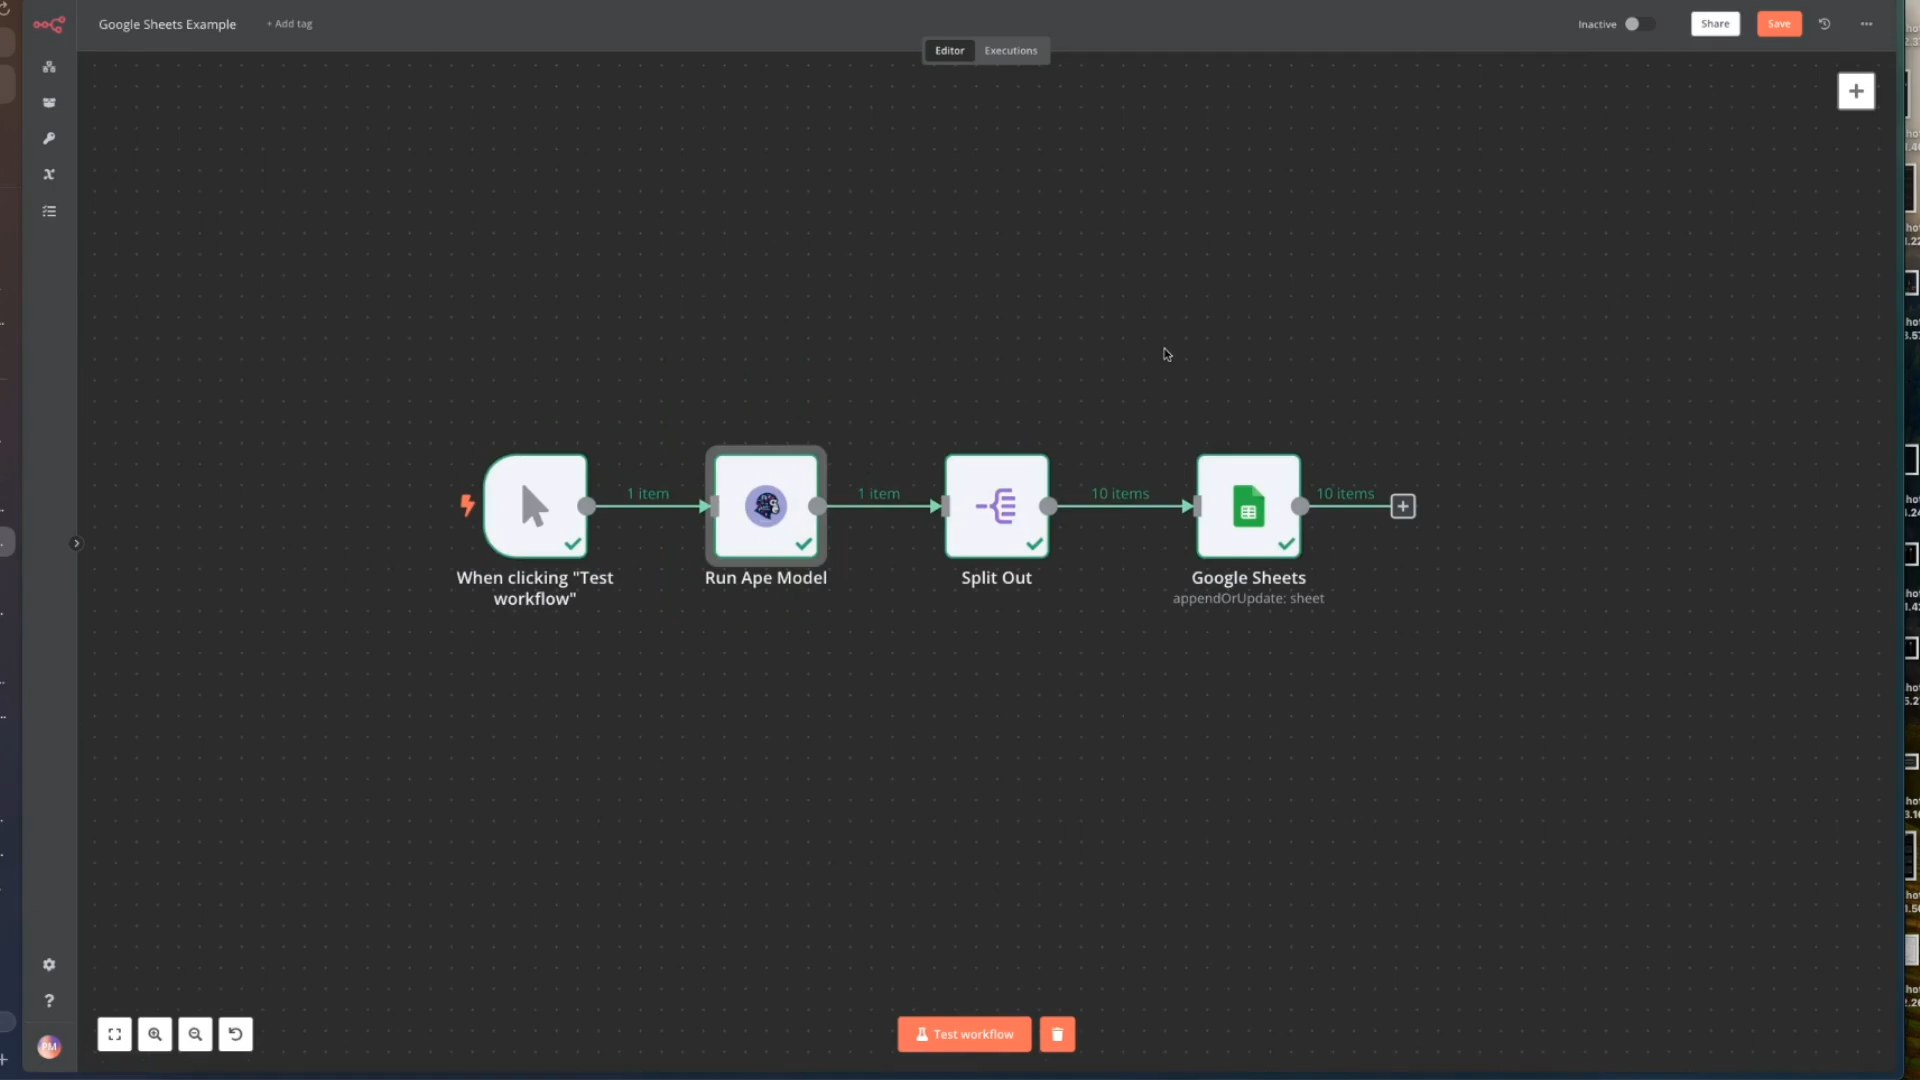 Google Sheets Example
+ Add tag
Inactive
Share
Save
Editor
Executions
1 item
1 item
10 items
10 items
When clicking "Test
workflow"
Run Ape Model
Split Out
Google Sheets
appendOrUpdate: sheet
PM
Test workflow